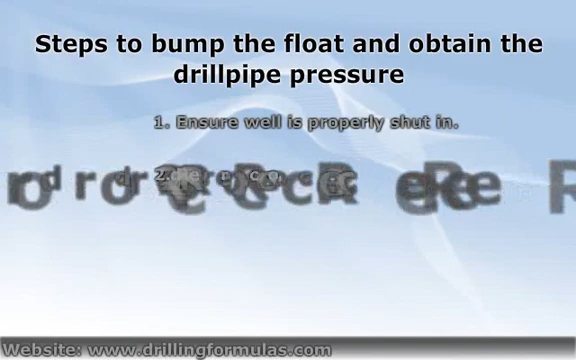 Steps to bump the float and obtain the
drillpipe pressure
1. Ensure well is properly shut in.
2.
Website: www.drillingformulas.com